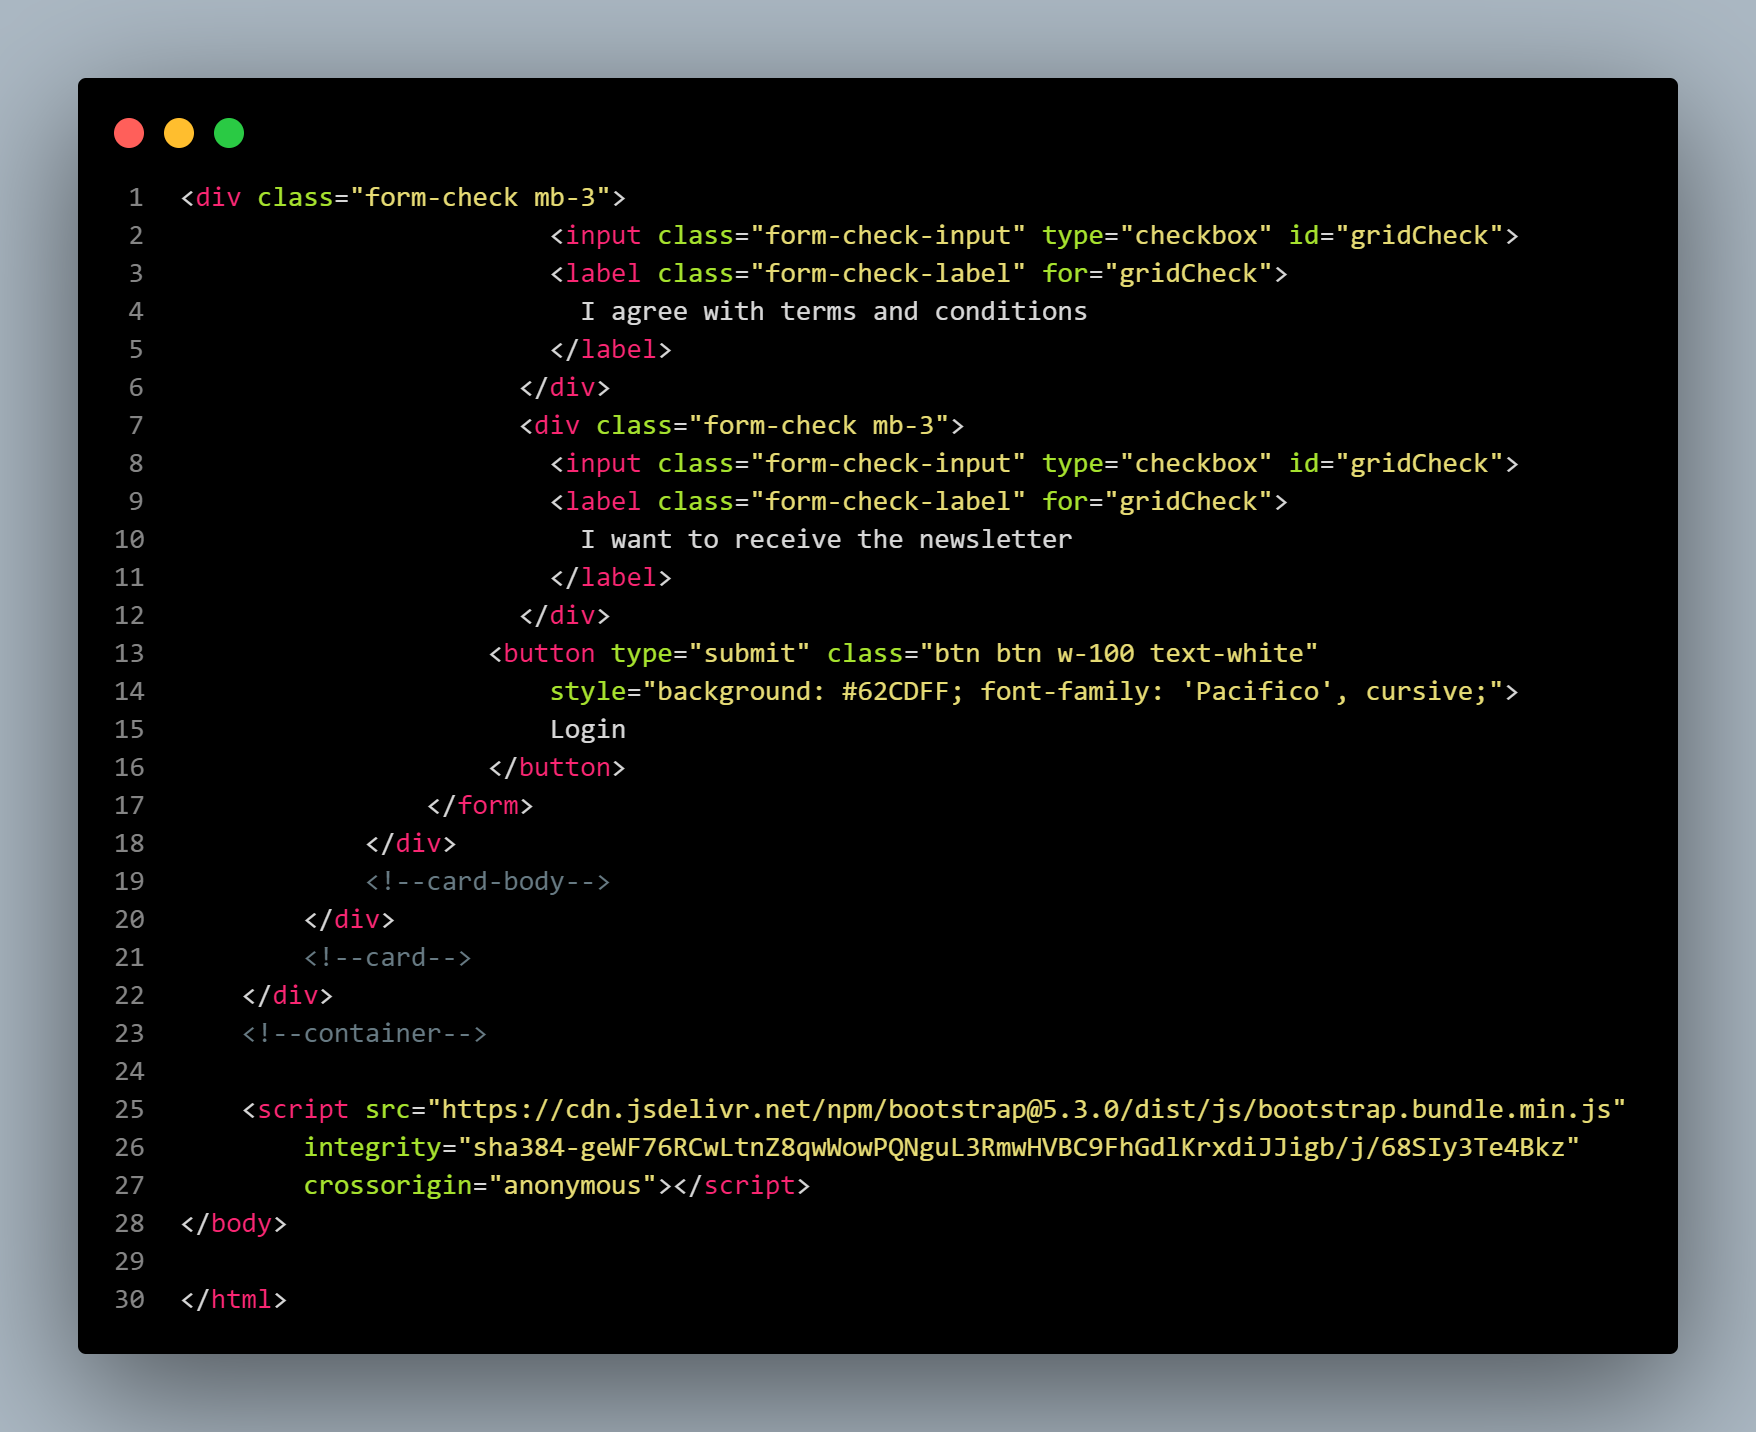 1 <div class="form-check mb-3">
2 <input class="form-check-input" type="checkbox" id="gridCheck">
3 <label class="form-check-label" for="gridCheck">
4 I agree with terms and conditions
5 </label>
6 </div>
7 <div class="form-check mb-3">
8 <input class="form-check-input" type="checkbox" id="gridCheck">
9 <label class="form-check-label" for="gridCheck">
10 I want to receive the newsletter
11 </label>
12 </div>
13 <button type="submit" class="btn btn w-100 text-white"
14 style="background: #62CDFF; font-family: 'Pacifico', cursive;">
15 Login
16 </button>
17 </form>
18 </div>
19 <!--card-body-->
20 </div>
21 <!--card-->
22 </div>
23 <!--container-->
24
25 <script src="https://cdn.jsdelivr.net/npm/bootstrap@5.3.0/dist/js/bootstrap.bundle.min.js"
26 integrity="sha384-geWF76RCwLtnZ8qwWowPQNguL3RmwHVBC9FhGdlKrxdiJJigb/j/68SIy3Te4Bkz"
27 crossorigin="anonymous"></script>
28 </body>
29
30 </html>